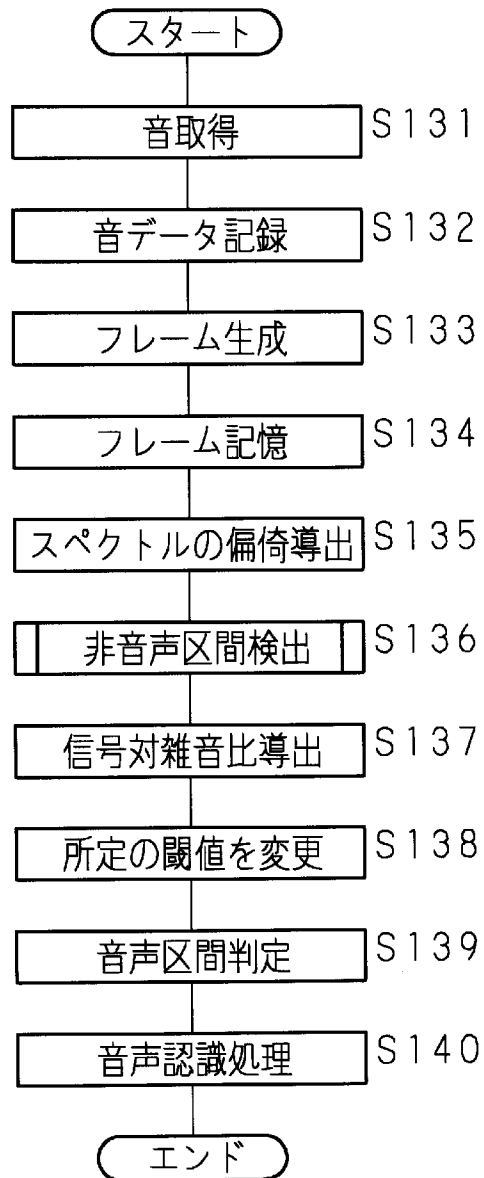 スタート
音取得 S131
音データ記録 S132
フレーム生成 S133
フレーム記憶 S134
スペクトルの偏倚導出 S135
非音声区間検出 S136
信号対雑音比導出 S137
所定の閾値を変更 S138
音声区間判定 S139
音声認識処理 S140
エンド